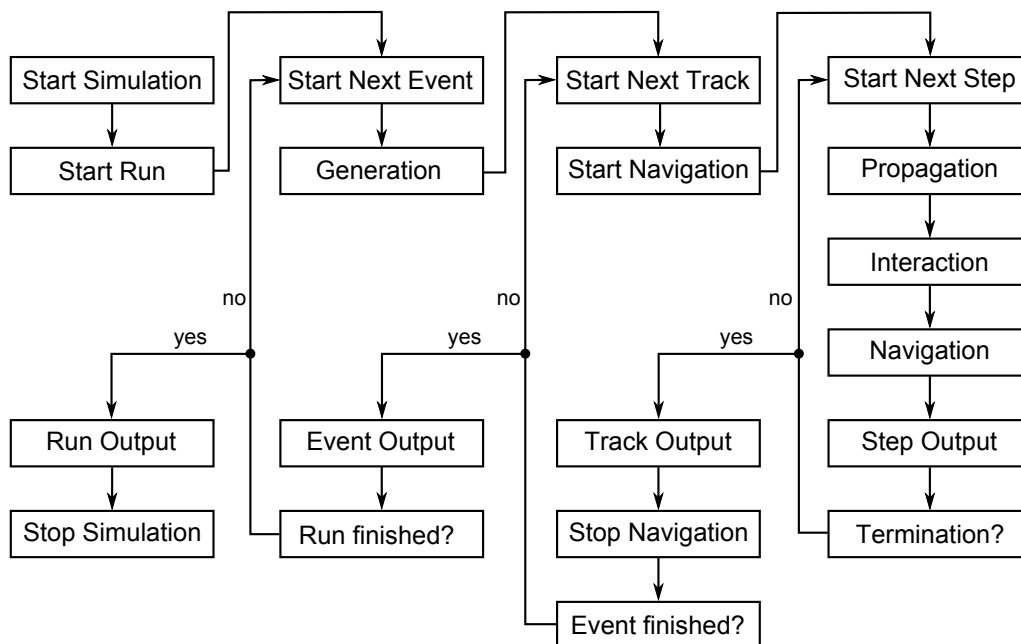 Start Simulation
Start Run
Start Next Event
Generation
Start Next Track
Start Navigation
Start Next Step
Propagation
Interaction
Navigation
Step Output
Termination?
no
yes
Track Output
Stop Navigation
Event finished?
no
yes
Event Output
Run finished?
no
yes
Run Output
Stop Simulation